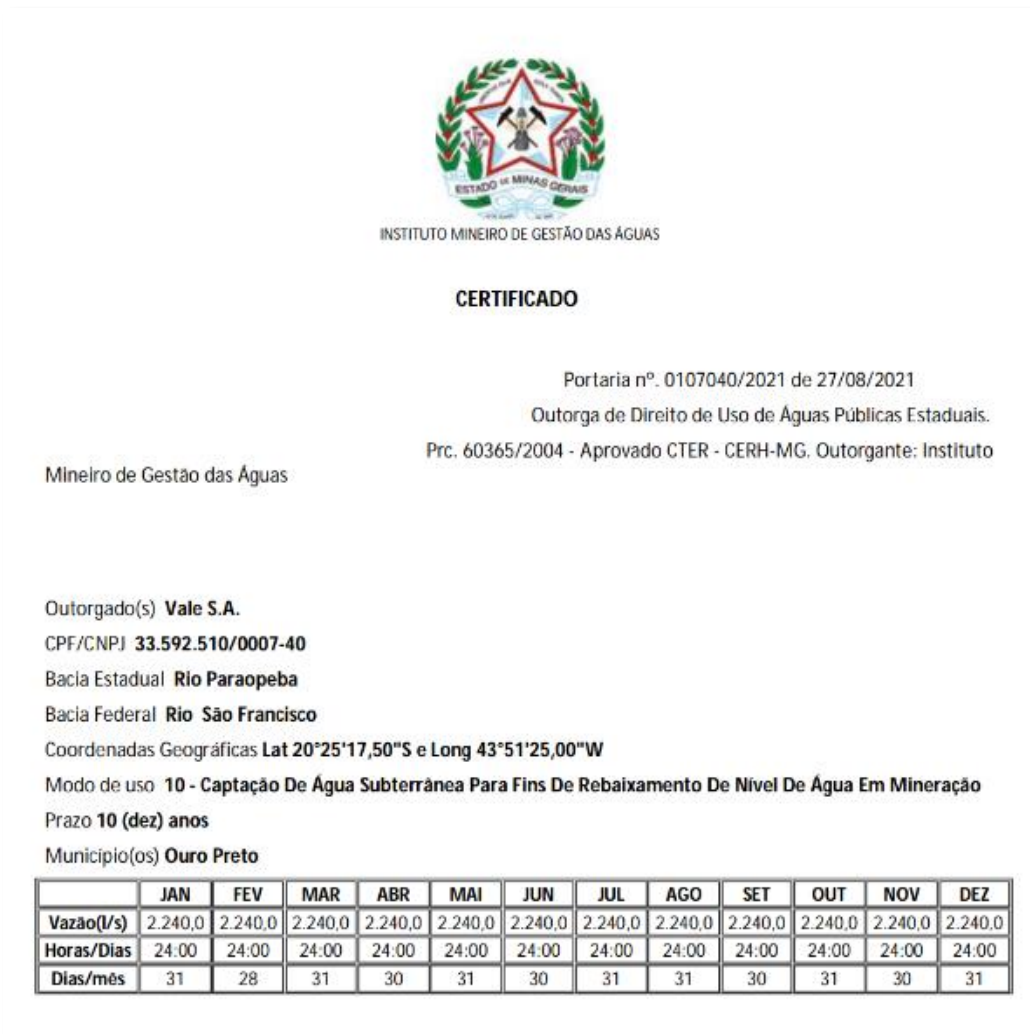 ESTADO DE MINAS GERAIS
INSTITUTO MINEIRO DE GESTÃO DAS ÁGUAS
CERTIFICADO
Portaria nº. 0107040/2021 de 27/08/2021
Outorga de Direito de Uso de Águas Públicas Estaduais.
Prc. 60365/2004 - Aprovado CTER - CERH-MG. Outorgante: Instituto
Mineiro de Gestão das Águas
Outorgado(s) Vale S.A.
CPF/CNPJ 33.592.510/0007-40
Bacia Estadual Rio Paraopeba
Bacia Federal Rio São Francisco
Coordenadas Geográficas Lat 20°25'17,50"S e Long 43°51'25,00"W
Modo de uso 10 - Captação De Água Subterrânea Para Fins De Rebaixamento De Nível De Água Em Mineração
Prazo 10 (dez) anos
Município(os) Ouro Preto
JAN FEV MAR ABR MAI JUN JUL AGO SET OUT NOV DEZ
Vazão(l/s) 2.240,0 2.240,0 2.240,0 2.240,0 2.240,0 2.240,0 2.240,0 2.240,0 2.240,0 2.240,0 2.240,0 2.240,0
Horas/Dias 24:00 24:00 24:00 24:00 24:00 24:00 24:00 24:00 24:00 24:00 24:00 24:00
Dias/mês 31 28 31 30 31 30 31 31 30 31 30 31